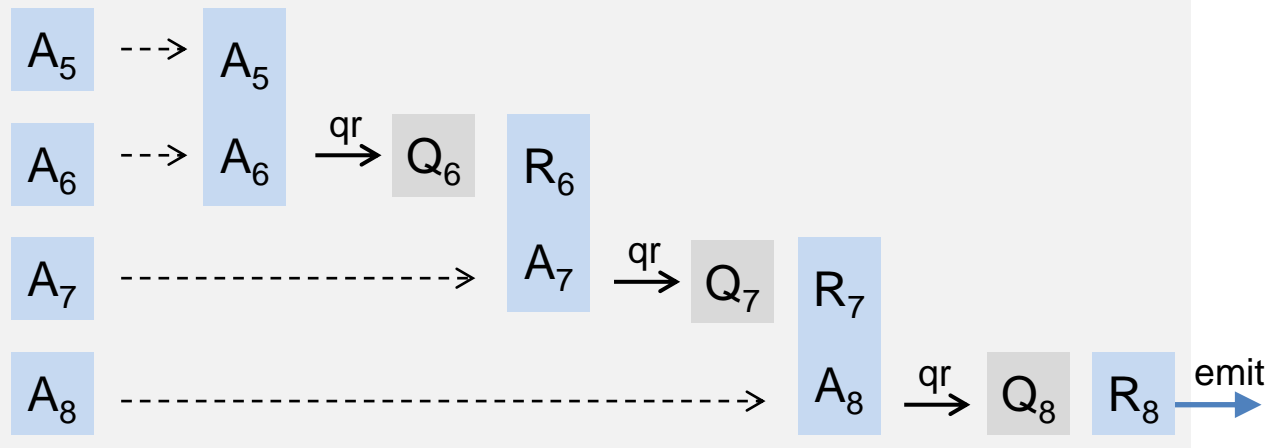 A₅
A₅
A₆
A₆
qr
Q₆
R₆
A₇
A₇
qr
Q₇
R₇
A₈
A₈
qr
Q₈
R₈
emit